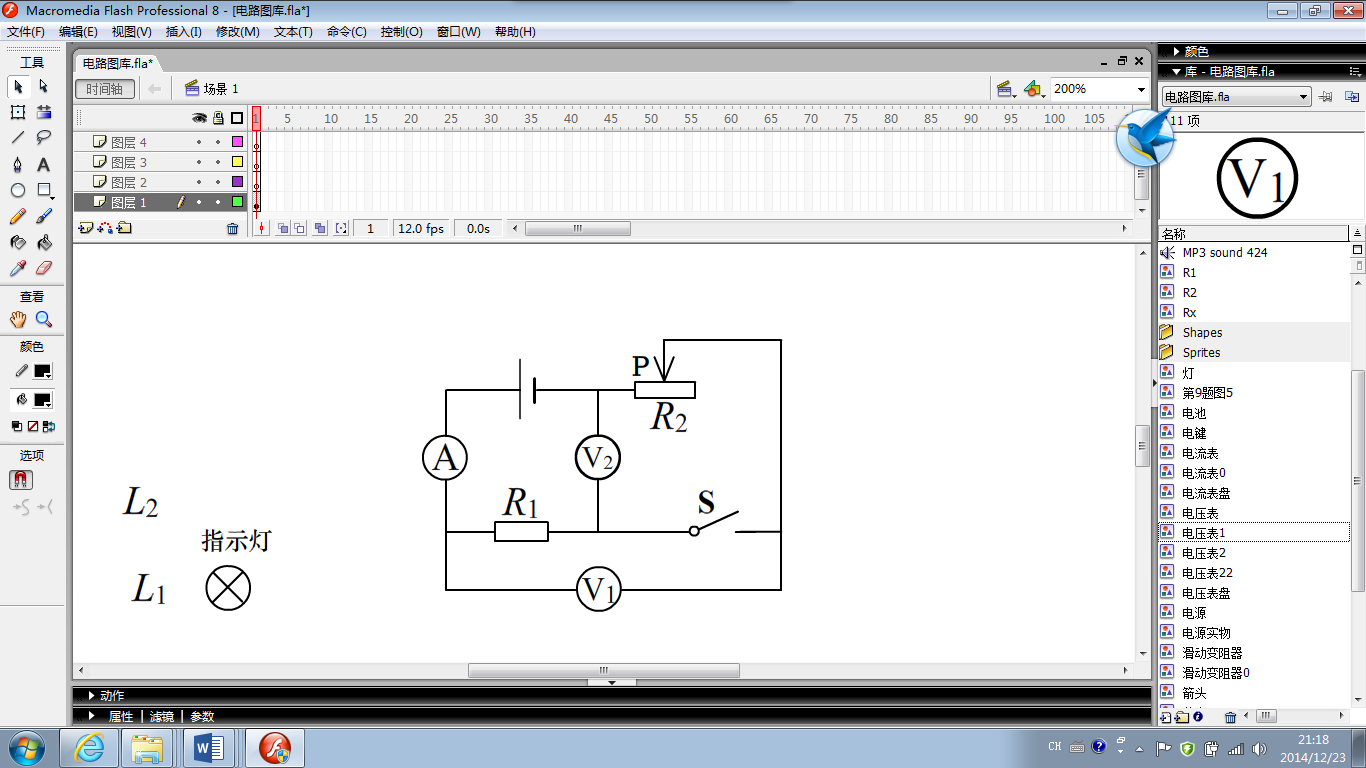 Macromedia Flash Professional 8 - [电路图库.fla*]
文件(F) 编辑(E) 视图(V) 插入(I) 修改(M) 文本(T) 命令(C) 控制(O) 窗口(W) 帮助(H)
工具
查看
颜色
选项
电路图库.fla*
时间轴
场景 1
200%
1 5 10 15 20 25 30 35 40 45 50 55 60 65 70 75 80 85 90 95 100 105
图层 4
图层 3
图层 2
图层 1
1 12.0 fps 0.0s
P
R2
A
V2
R1
S
V1
L2
指示灯
L1
动作
属性 | 滤镜 | 参数
颜色
库 - 电路图库.fla
电路图库.fla
11 项
V1
名称
MP3 sound 424
R1
R2
Rx
Shapes
Sprites
灯
第9题图5
电池
电键
电流表
电流表0
电流表盘
电压表
电压表1
电压表2
电压表22
电压表盘
电源
电源实物
滑动变阻器
滑动变阻器0
箭头
CH
21:18
2014/12/23